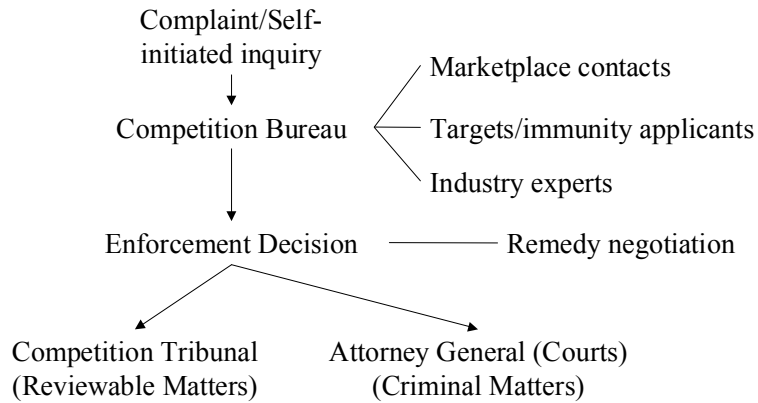 Complaint/Self-
initiated inquiry
Marketplace contacts
Competition Bureau
Targets/immunity applicants
Industry experts
Enforcement Decision
Remedy negotiation
Competition Tribunal
(Reviewable Matters)
Attorney General (Courts)
(Criminal Matters)